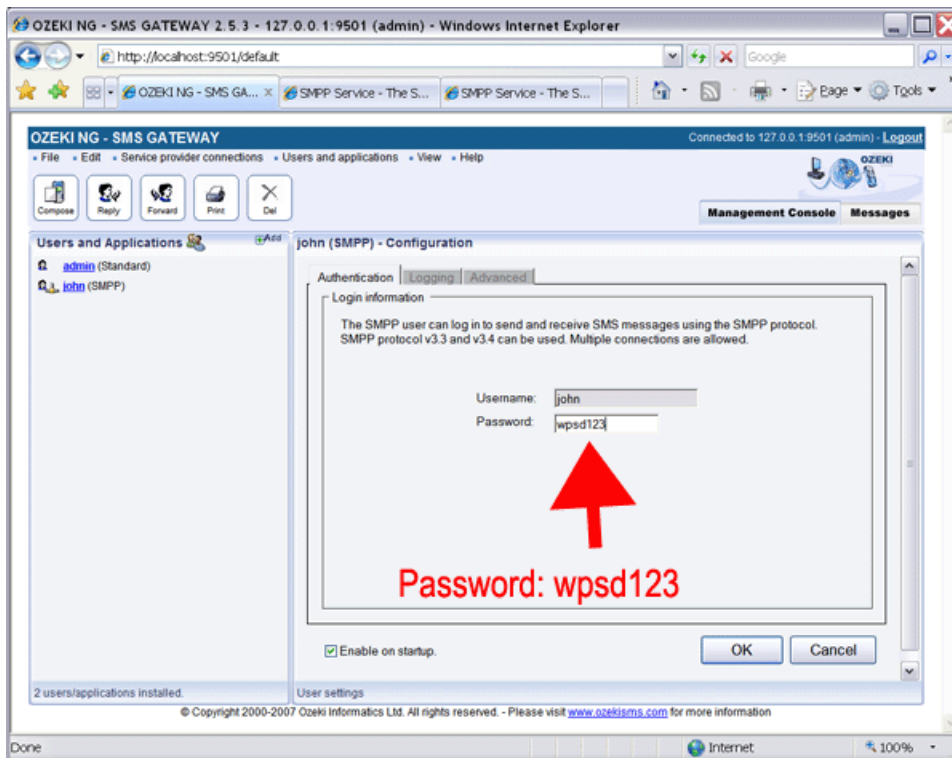 OZEKI NG - SMS GATEWAY 2.5.3 - 127.0.0.1:9501 (admin) - Windows Internet Explorer
http://localhost:9501/default
Google
OZEKI NG - SMS GA...
SMPP Service - The S...
SMPP Service - The S...
Page
Tools
OZEKI NG - SMS GATEWAY
Connected to 127.0.0.1:9501 (admin) - Logout
File
Edit
Service provider connections
Users and applications
View
Help
OZEKI
Compose
Reply
Forward
Print
Del
Management Console
Messages
Users and Applications
Add
john (SMPP) - Configuration
admin (Standard)
john (SMPP)
Authentication
Logging
Advanced
Login information
The SMPP user can log in to send and receive SMS messages using the SMPP protocol.
SMPP protocol v3.3 and v3.4 can be used. Multiple connections are allowed.
Username:
john
Password:
wpsd123
Password: wpsd123
Enable on startup.
OK
Cancel
2 users/applications installed.
User settings
© Copyright 2000-2007 Ozeki Informatics Ltd. All rights reserved. - Please visit www.ozekisms.com for more information
Done
Internet
100%